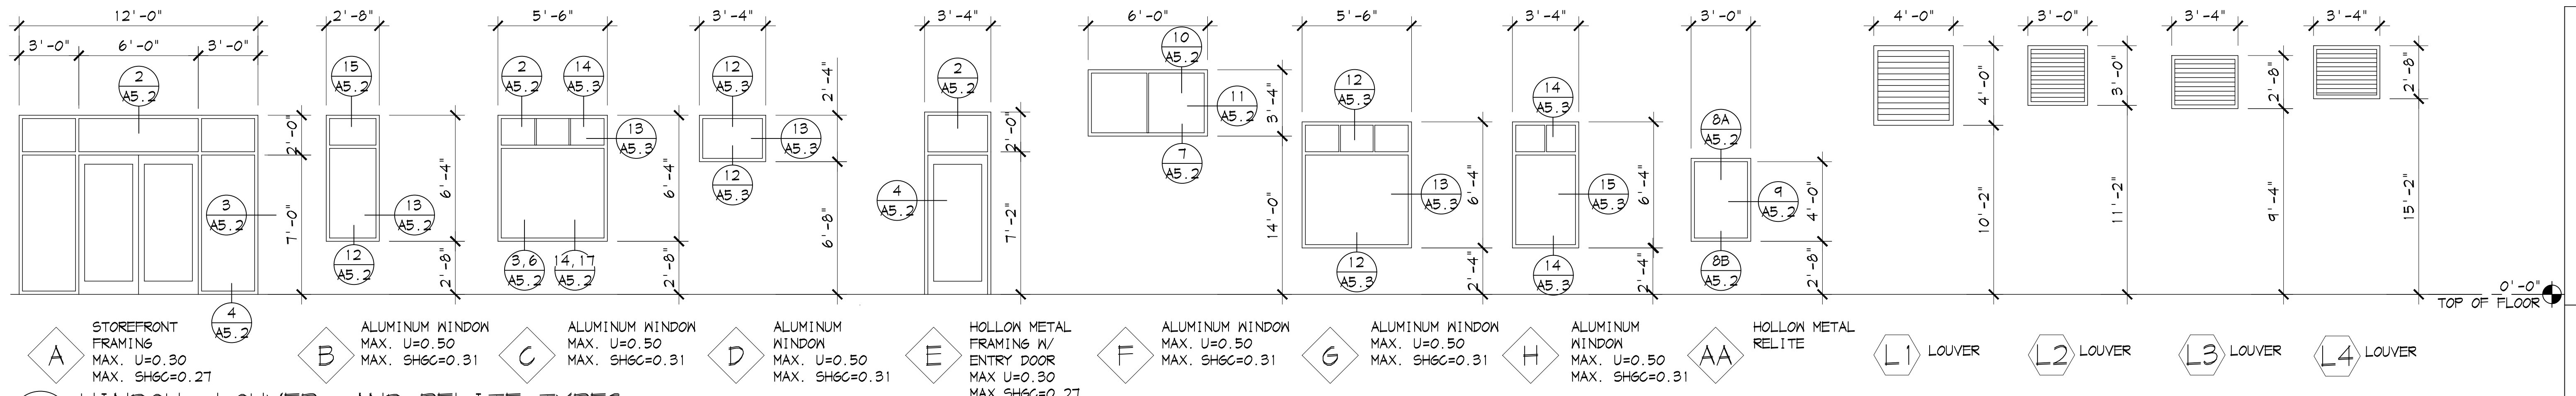 12'-0"
3'-0" 6'-0" 3'-0"
2
A5.2
2'-0"
7'-0"
3
A5.2
4
A5.2
2'-8"
15
A5.2
13
A5.2
12
A5.2
6'-4"
2'-8"
5'-6"
2
A5.2
14
A5.3
13
A5.3
3,6
A5.2
14,17
A5.2
6'-4"
2'-8"
3'-4"
12
A5.3
13
A5.3
12
A5.3
2'-4"
6'-8"
3'-4"
2
A5.2
4
A5.2
2'-0"
7'-2"
6'-0"
10
A5.2
11
A5.2
7
A5.2
3'-4"
14'-0"
5'-6"
12
A5.3
13
A5.3
12
A5.3
6'-4"
2'-4"
3'-4"
14
A5.3
15
A5.3
14
A5.3
6'-4"
2'-4"
3'-0"
8A
A5.2
9
A5.2
8B
A5.2
4'-0"
2'-8"
4'-0"
4'-0"
10'-2"
3'-0"
3'-0"
11'-2"
3'-4"
2'-8"
9'-4"
3'-4"
2'-8"
15'-2"
0'-0"
TOP OF FLOOR
A
STOREFRONT
FRAMING
MAX. U=0.30
MAX. SHGC=0.27
B
ALUMINUM WINDOW
MAX. U=0.50
MAX. SHGC=0.31
C
ALUMINUM WINDOW
MAX. U=0.50
MAX. SHGC=0.31
D
ALUMINUM
WINDOW
MAX. U=0.50
MAX. SHGC=0.31
E
HOLLOW METAL
FRAMING W/
ENTRY DOOR
MAX U=0.30
MAX SHGC=0.27
F
ALUMINUM WINDOW
MAX. U=0.50
MAX. SHGC=0.31
G
ALUMINUM WINDOW
MAX. U=0.50
MAX. SHGC=0.31
H
ALUMINUM
WINDOW
MAX. U=0.50
MAX. SHGC=0.31
AA
HOLLOW METAL
RELITE
L1 LOUVER
L2 LOUVER
L3 LOUVER
L4 LOUVER